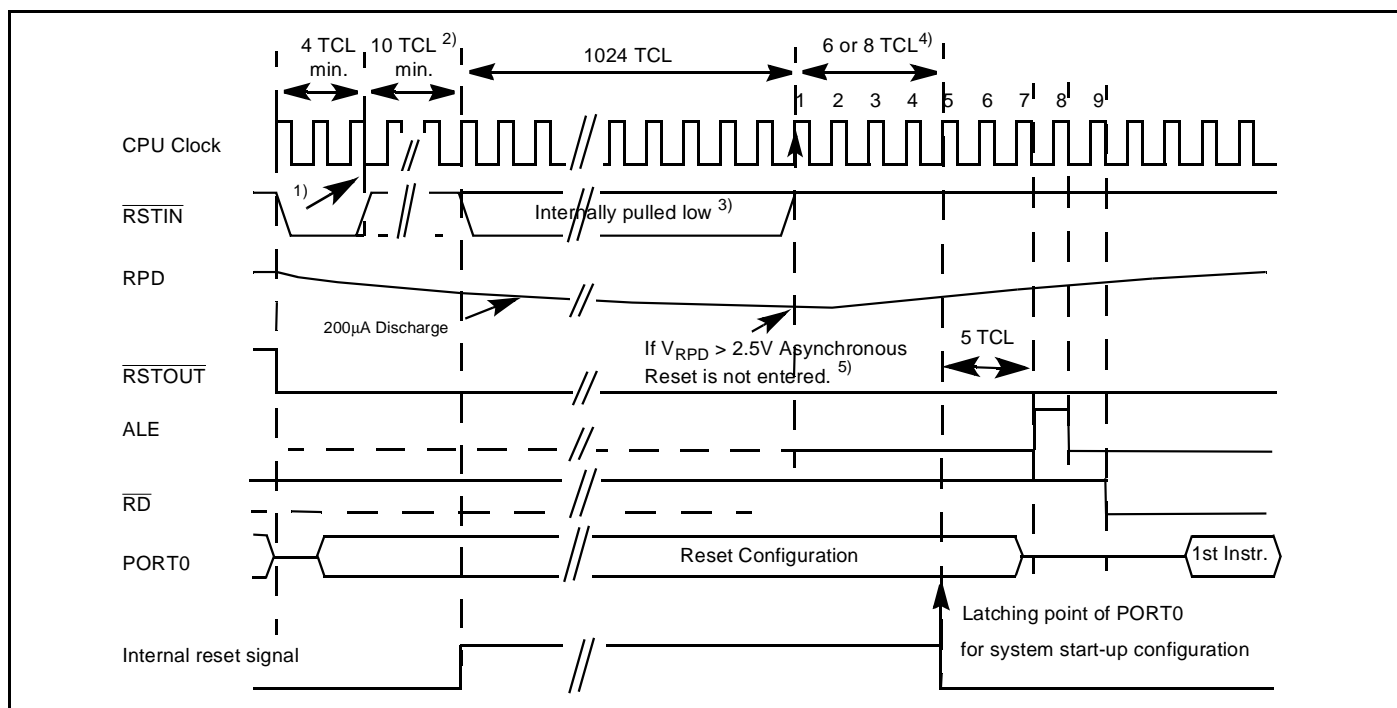 4 TCL
min.
10 TCL 2)
min.
1024 TCL
6 or 8 TCL4)
1 2 3 4 5 6 7 8 9
CPU Clock
1)
RSTIN
Internally pulled low 3)
RPD
200µA Discharge
If VRPD > 2.5V Asynchronous
Reset is not entered. 5)
5 TCL
RSTOUT
ALE
RD
PORT0
Reset Configuration
1st Instr.
Latching point of PORT0
for system start-up configuration
Internal reset signal